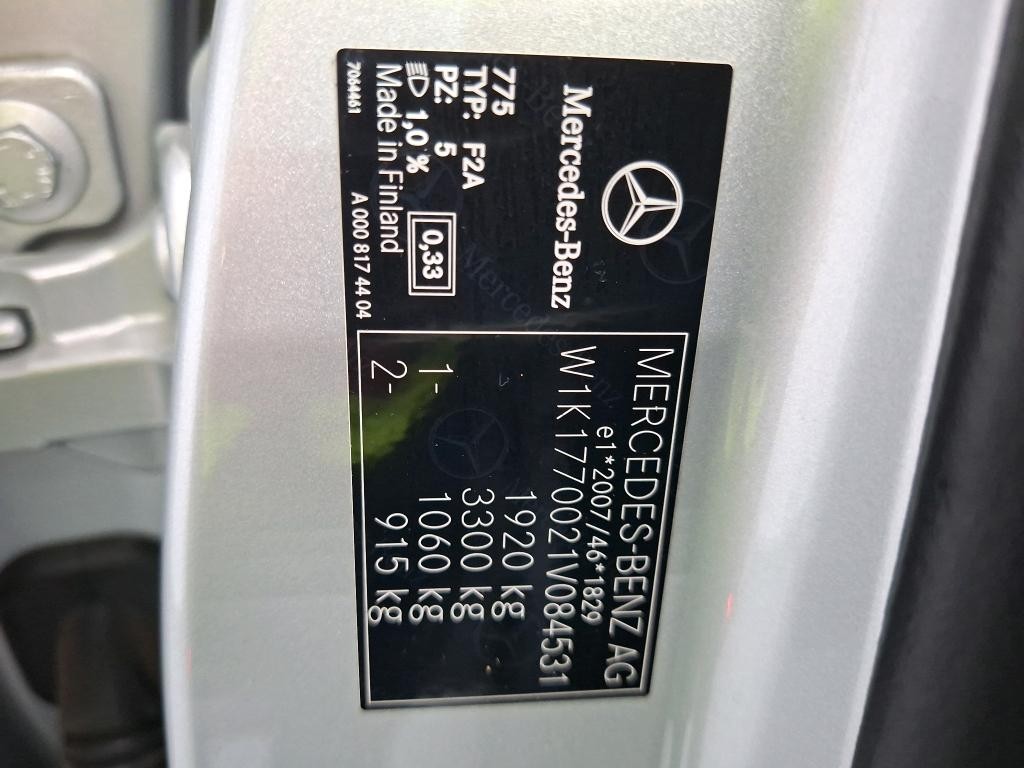 Mercedes-Benz
775
TYP: F2A
PZ: 5
1,0 %
0,33
Made in Finland
7064461
A 000 817 44 04
MERCEDES-BENZ AG
e1*2007/46*1829
W1K1770021V084531
1920 kg
3300 kg
1- 1060 kg
2- 915 kg